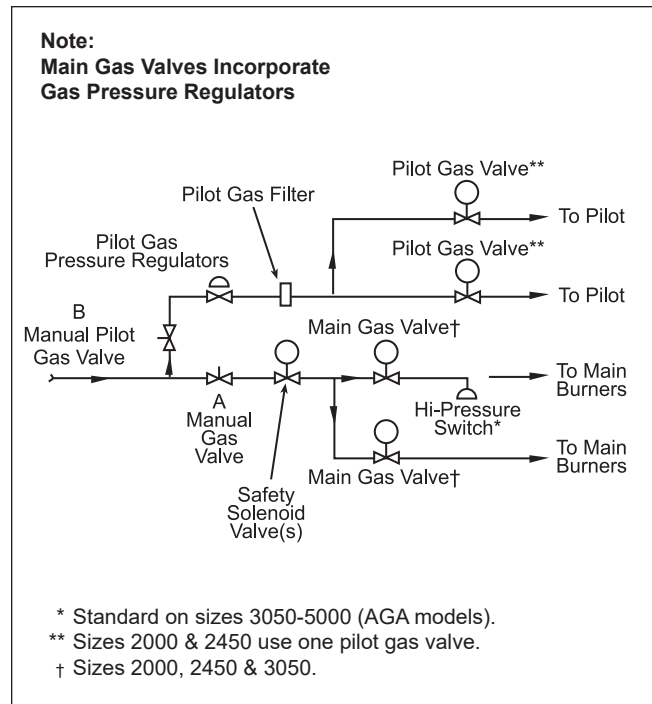 Note:
Main Gas Valves Incorporate
Gas Pressure Regulators
Pilot Gas Valve**
Pilot Gas Filter
To Pilot
Pilot Gas
Pressure Regulators
Pilot Gas Valve**
To Pilot
B
Manual Pilot
Gas Valve
Main Gas Valve†
To Main
Burners
A
Manual
Gas
Valve
Hi-Pressure
Switch*
To Main
Burners
Main Gas Valve†
Safety
Solenoid
Valve(s)
* Standard on sizes 3050-5000 (AGA models).
** Sizes 2000 & 2450 use one pilot gas valve.
† Sizes 2000, 2450 & 3050.